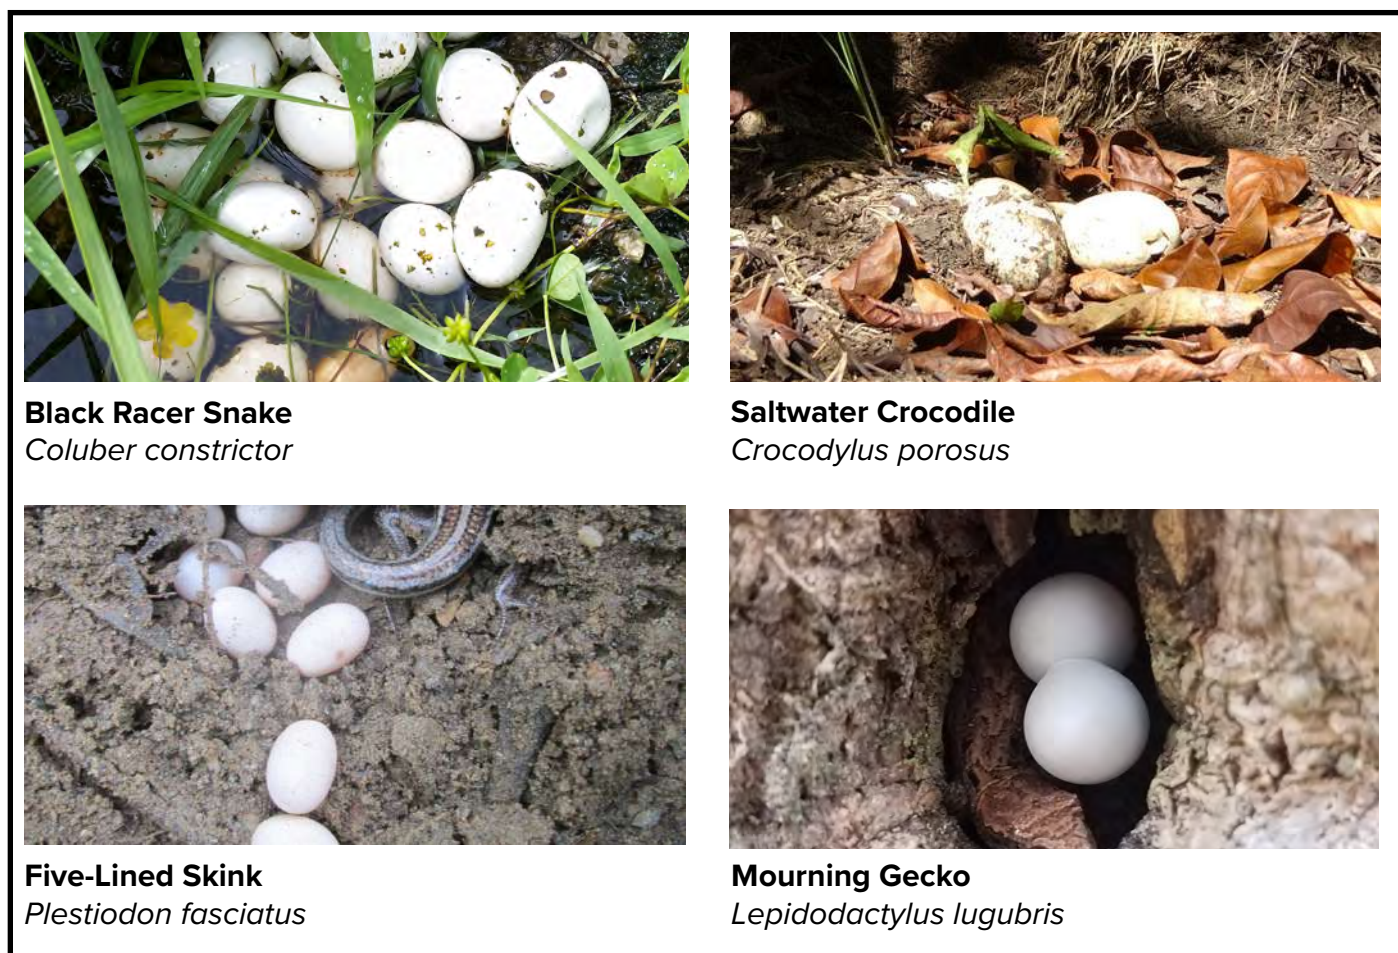 Black Racer Snake
Coluber constrictor
Saltwater Crocodile
Crocodylus porosus
Five-Lined Skink
Plestiodon fasciatus
Mourning Gecko
Lepidodactylus lugubris